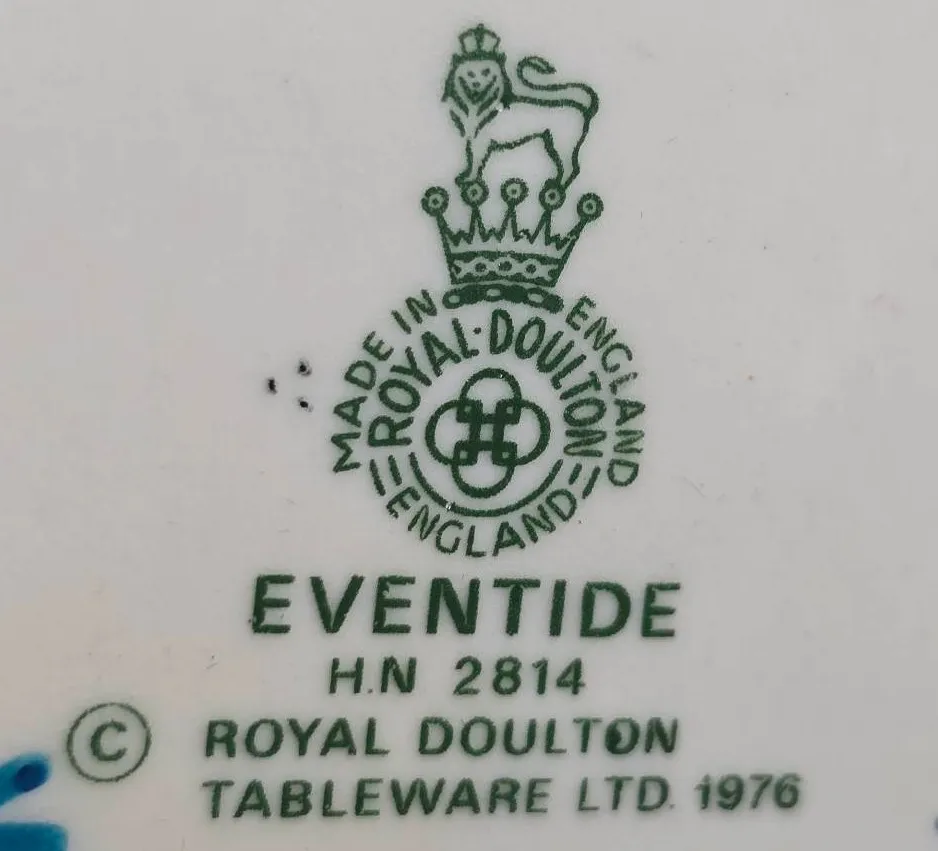 MADE IN ENGLAND
ROYAL·DOULTON
ENGLAND
EVENTIDE
H.N 2814
© ROYAL DOULTON
TABLEWARE LTD. 1976